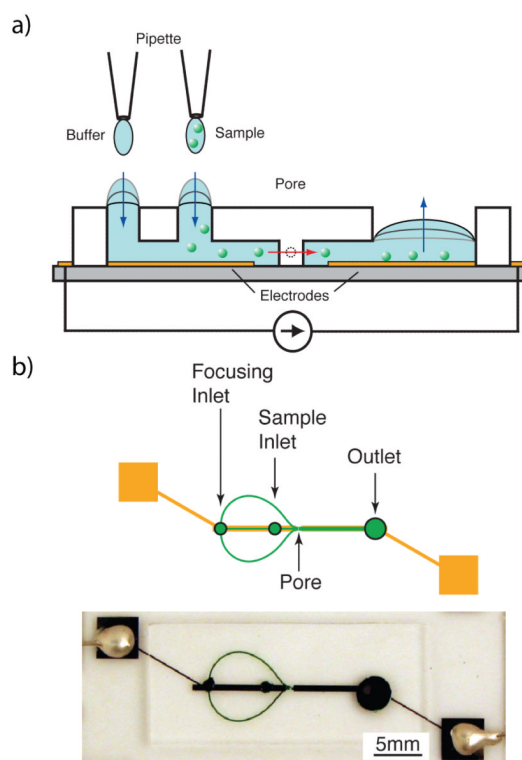 a)
Pipette
Buffer
Sample
Pore
Electrodes
b)
Focusing
Inlet
Sample
Inlet
Outlet
Pore
5mm